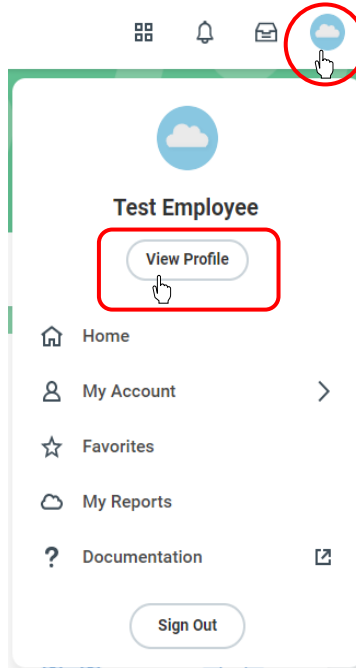 Test Employee
View Profile
Home
My Account
Favorites
My Reports
Documentation
Sign Out